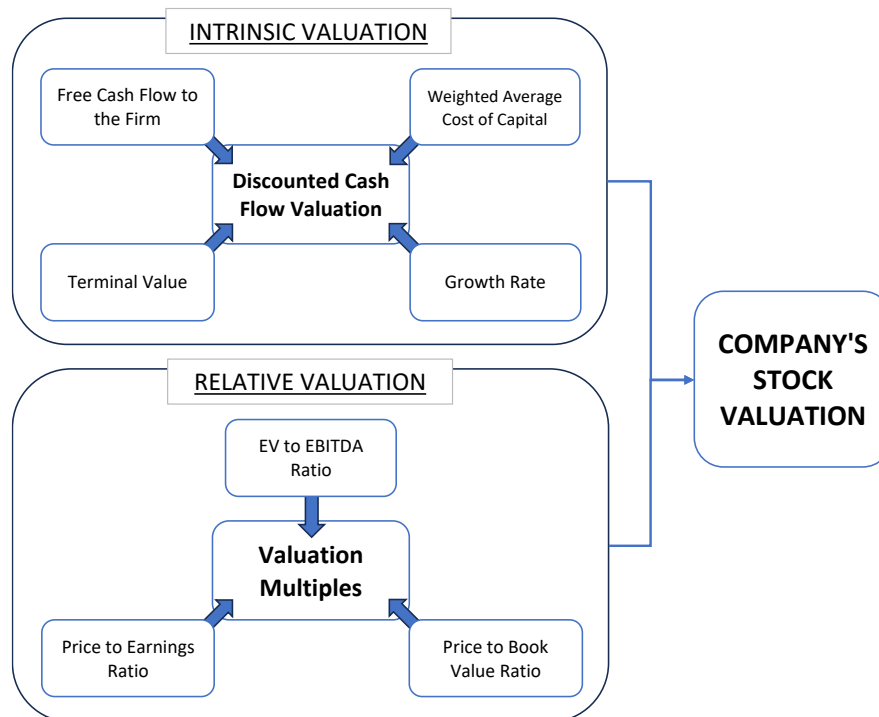 INTRINSIC VALUATION
Free Cash Flow to
the Firm
Weighted Average
Cost of Capital
Discounted Cash
Flow Valuation
Terminal Value
Growth Rate
RELATIVE VALUATION
EV to EBITDA
Ratio
Valuation
Multiples
Price to Earnings
Ratio
Price to Book
Value Ratio
COMPANY'S
STOCK
VALUATION